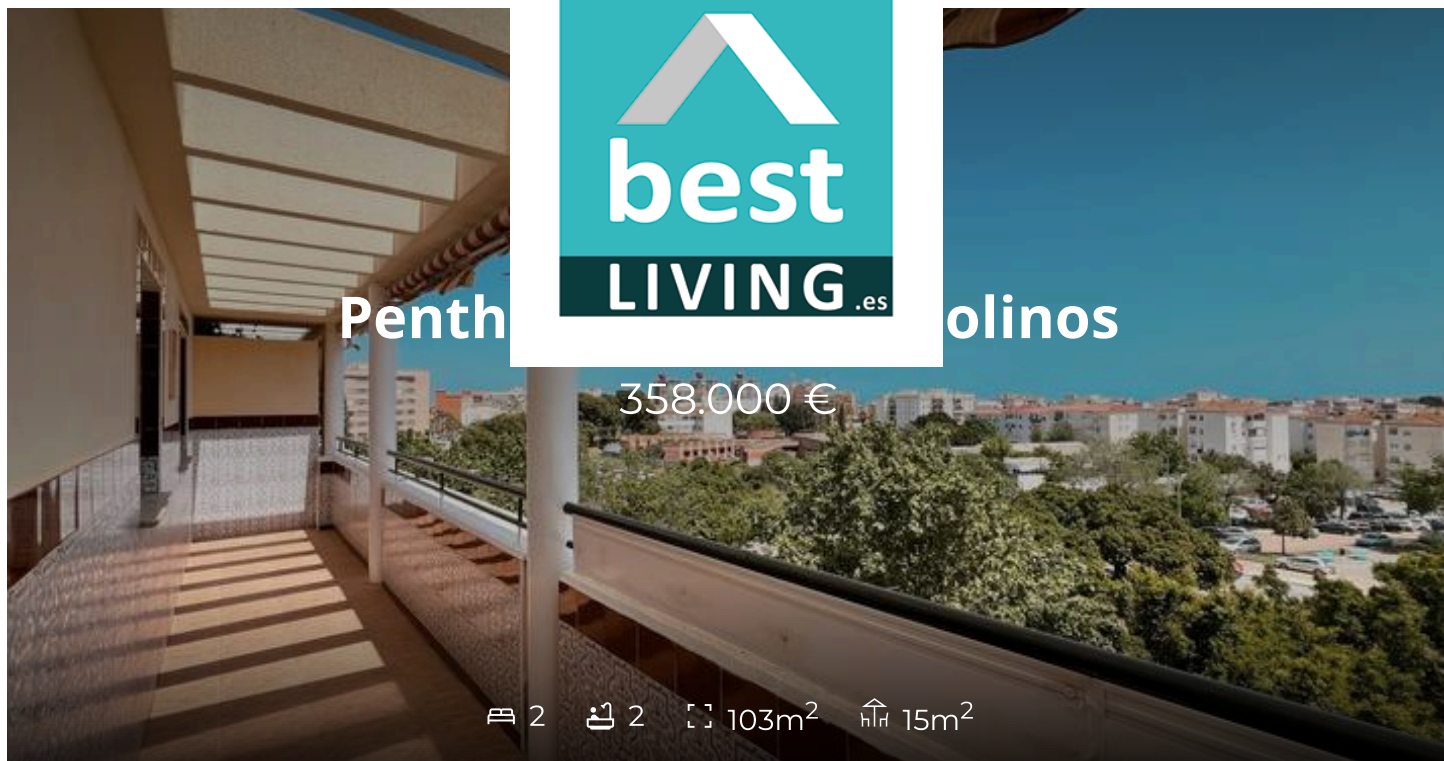 best
LIVING.es
Penth olinos
358.000 €
2 2 103m² 15m²